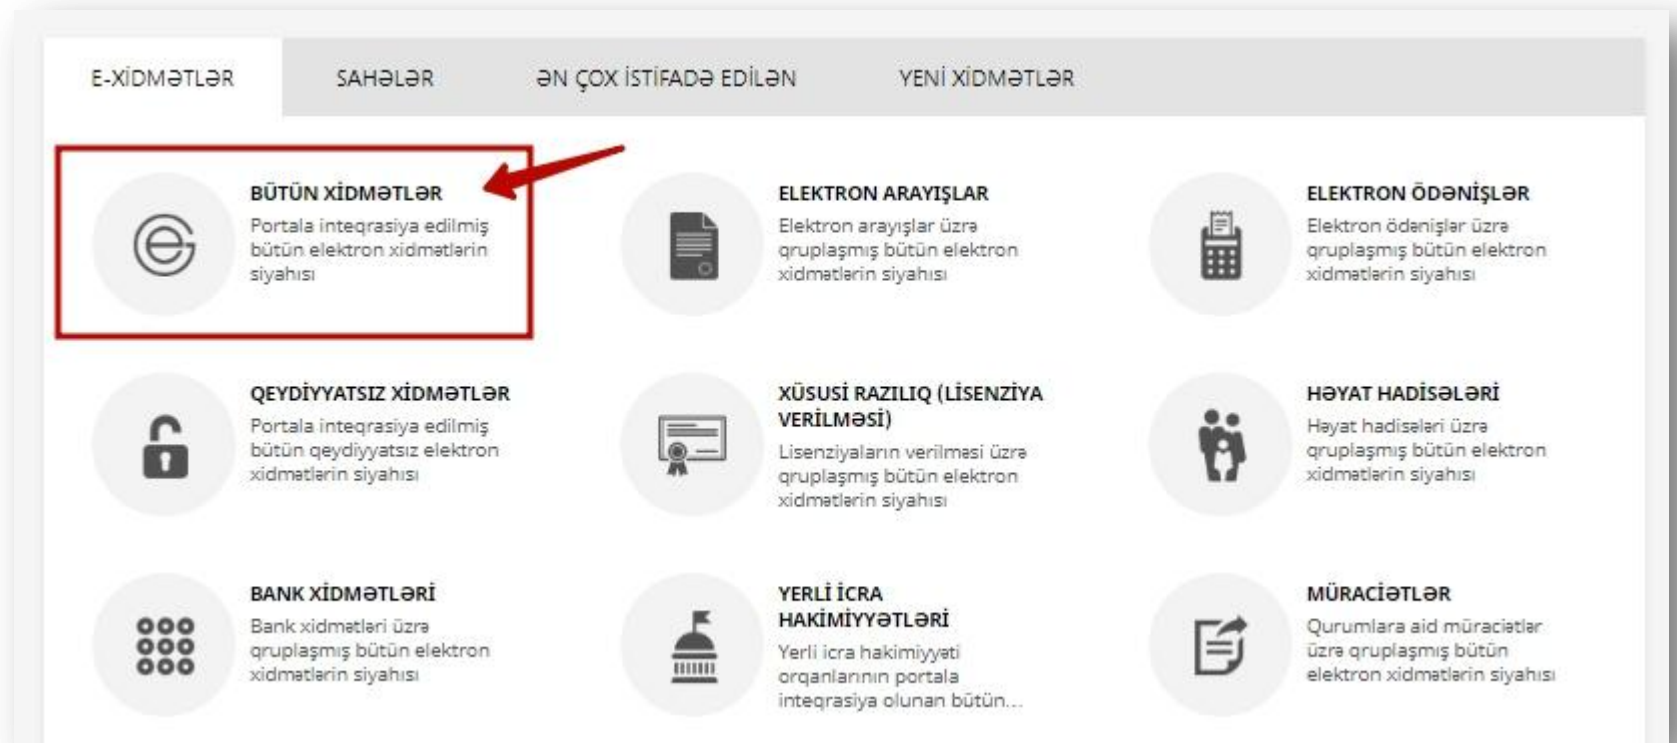 E-XİDMƏTLƏR
SAHƏLƏR
ƏN ÇOX İSTİFADƏ EDİLƏN
YENİ XİDMƏTLƏR
BÜTÜN XİDMƏTLƏR
Portala inteqrasiya edilmiş
bütün elektron xidmətlərin
siyahısı
ELEKTRON ARAYIŞLAR
Elektron arayışlar üzrə
qruplaşmış bütün elektron
xidmətlərin siyahısı
ELEKTRON ÖDƏNİŞLƏR
Elektron ödənişlər üzrə
qruplaşmış bütün elektron
xidmətlərin siyahısı
QEYDİYYATSIZ XİDMƏTLƏR
Portala inteqrasiya edilmiş
bütün qeydiyyatsız elektron
xidmətlərin siyahısı
XÜSUSİ RAZILIQ (LİSENZİYA
VERİLMƏSİ)
Lisenziyaların verilməsi üzrə
qruplaşmış bütün elektron
xidmətlərin siyahısı
HƏYAT HADİSƏLƏRİ
Həyat hadisələri üzrə
qruplaşmış bütün elektron
xidmətlərin siyahısı
BANK XİDMƏTLƏRİ
Bank xidmətləri üzrə
qruplaşmış bütün elektron
xidmətlərin siyahısı
YERLİ İCRA
HAKİMİYYƏTLƏRİ
Yerli icra hakimiyyəti
orqanlarının portala
inteqrasiya olunan bütün...
MÜRACİƏTLƏR
Qurumlara aid müraciətlər
üzrə qruplaşmış bütün
elektron xidmətlərin siyahısı